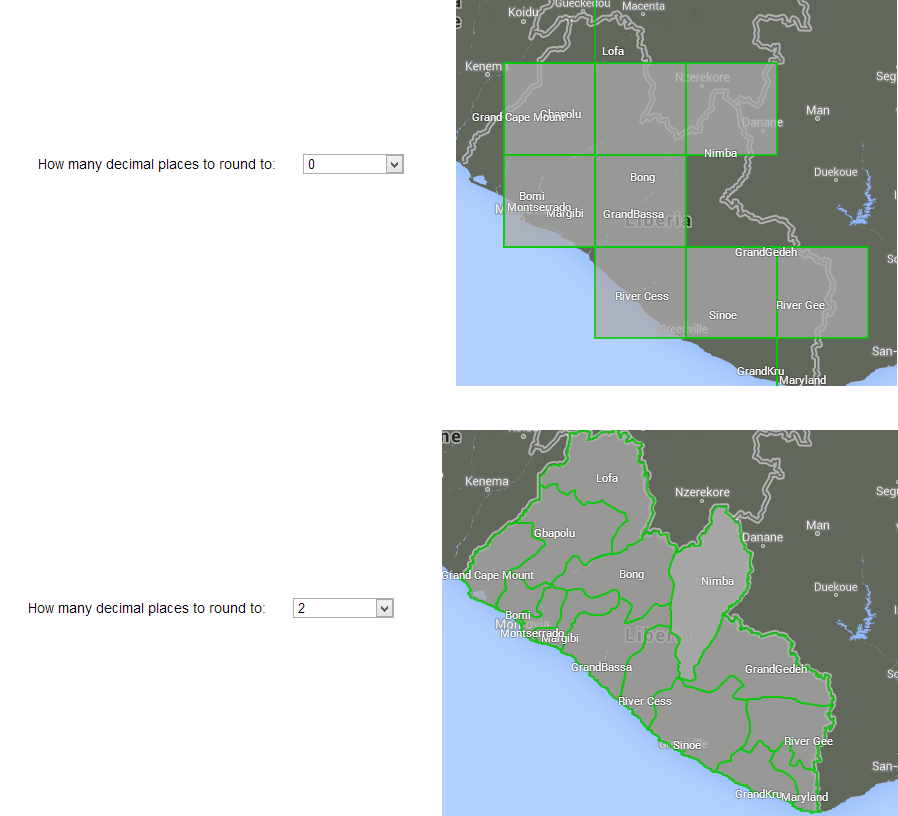 Koidu
Gueckedou
Macenta
Lofa
Kenem
Nzerekore
Seg
Grand Cape Mount
Gbapolu
Man
Danane
How many decimal places to round to: 0
Nimba
Duekoue
Bong
Bomi
Montserrado
Margibi
GrandBassa
Liberia
GrandGedeh
River Cess
River Gee
Sinoe
Greenville
San-
GrandKru
Maryland
ne
Lofa
Kenema
Nzerekore
Segu
Gbapolu
Man
Danane
Grand Cape Mount
Bong
Nimba
Duekoue
How many decimal places to round to: 2
Bomi
Montserrado
Margibi
Liberia
GrandBassa
GrandGedeh
River Cess
Sinoe
River Gee
San-
GrandKru
Maryland